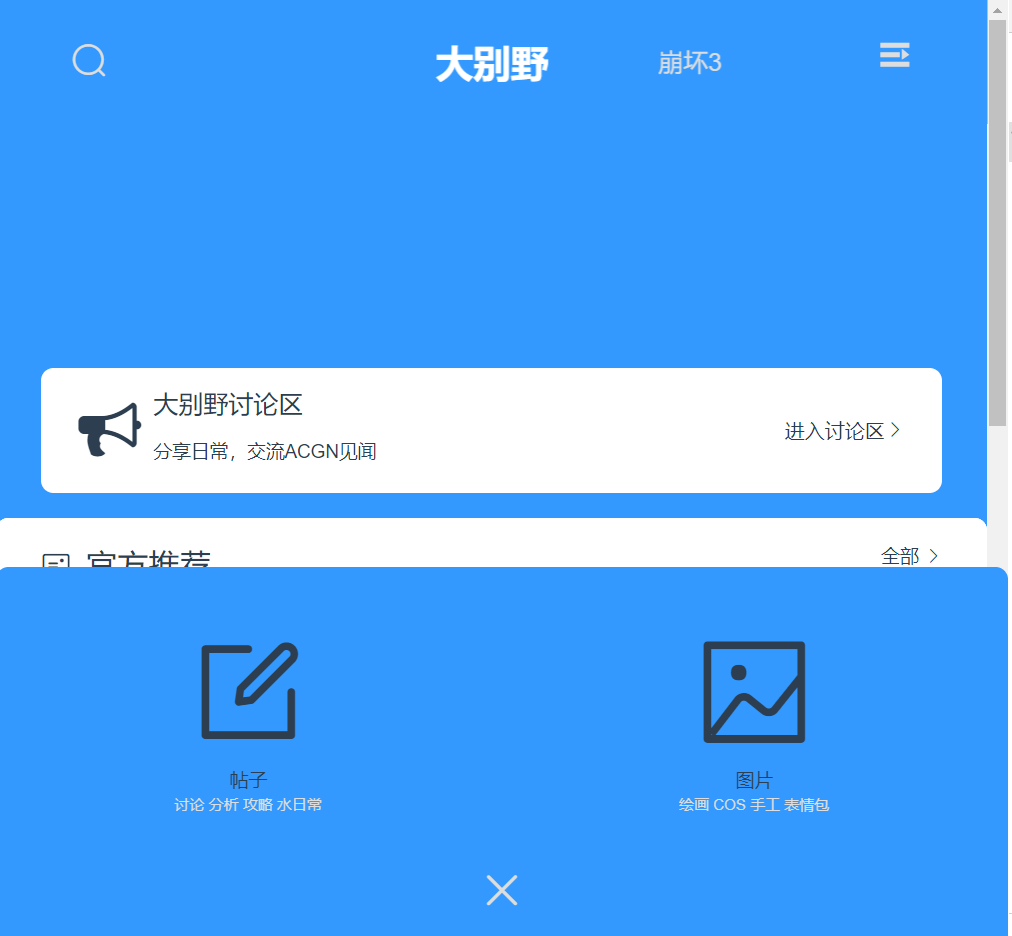 大别野
崩坏3
大别野讨论区
分享日常，交流ACGN见闻
进入讨论区
官方推荐
全部
帖子
讨论 分析 攻略 水日常
图片
绘画 COS 手工 表情包